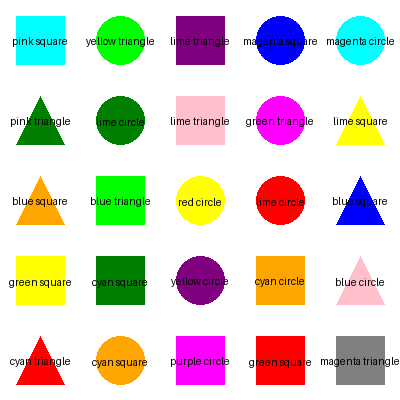 pink square
yellow triangle
lime triangle
magenta square
magenta circle
pink triangle
lime circle
lime triangle
green triangle
lime square
blue square
blue triangle
red circle
lime circle
blue square
green square
cyan square
yellow circle
cyan circle
blue circle
cyan triangle
cyan square
purple circle
green square
magenta triangle